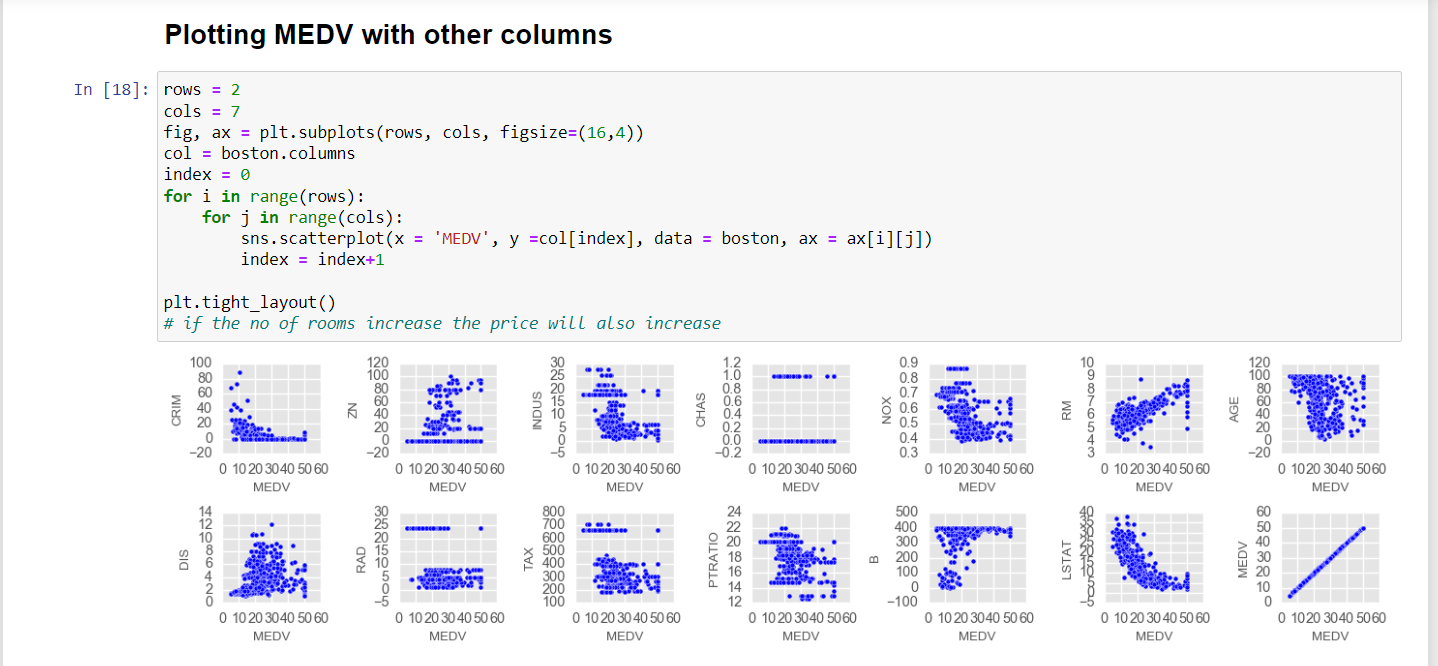 Plotting MEDV with other columns
In [18]: rows = 2
cols = 7
fig, ax = plt.subplots(rows, cols, figsize=(16,4))
col = boston.columns
index = 0
for i in range(rows):
    for j in range(cols):
        sns.scatterplot(x = 'MEDV', y =col[index], data = boston, ax = ax[i][j])
        index = index+1
plt.tight_layout()
# if the no of rooms increase the price will also increase
CRIM
100
80
60
40
20
0
−20
0 10 20 30 40 50 60
MEDV
ZN
120
100
80
60
40
20
0
−20
0 10 20 30 40 50 60
MEDV
INDUS
30
25
20
15
10
5
0
−5
0 10 20 30 40 50 60
MEDV
CHAS
1.2
1.0
0.8
0.6
0.4
0.2
0.0
−0.2
0 10 20 30 40 50 60
MEDV
NOX
0.9
0.8
0.7
0.6
0.5
0.4
0.3
0 10 20 30 40 50 60
MEDV
RM
10
9
8
7
6
5
4
3
0 10 20 30 40 50 60
MEDV
AGE
120
100
80
60
40
20
0
−20
0 10 20 30 40 50 60
MEDV
DIS
14
12
10
8
6
4
2
0
0 10 20 30 40 50 60
MEDV
RAD
30
25
20
15
10
5
0
−5
0 10 20 30 40 50 60
MEDV
TAX
800
700
600
500
400
300
200
100
0 10 20 30 40 50 60
MEDV
PTRATIO
24
22
20
18
16
14
12
0 10 20 30 40 50 60
MEDV
B
500
400
300
200
100
0
−100
0 10 20 30 40 50 60
MEDV
LSTAT
40
35
30
25
20
15
10
5
0
−5
0 10 20 30 40 50 60
MEDV
MEDV
60
50
40
30
20
10
0
0 10 20 30 40 50 60
MEDV